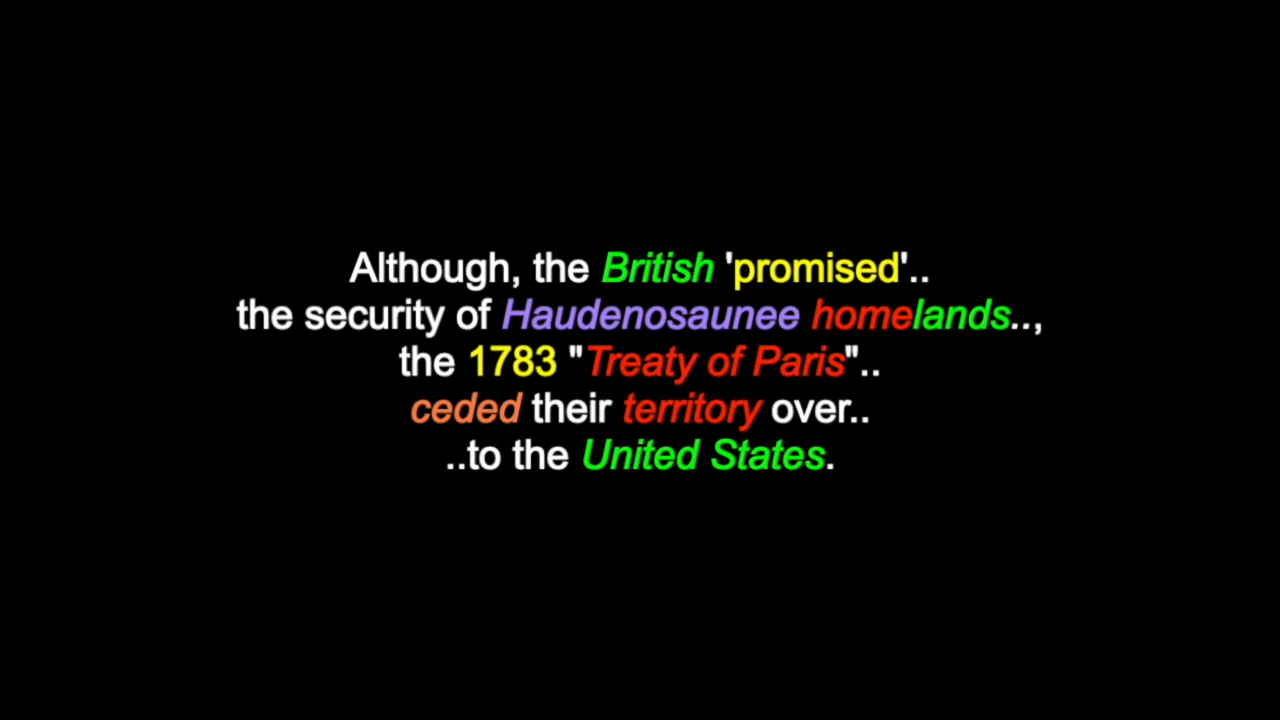 Although, the British 'promised'..
the security of Haudenosaunee homelands..,
the 1783 "Treaty of Paris"..
ceded their territory over..
..to the United States.